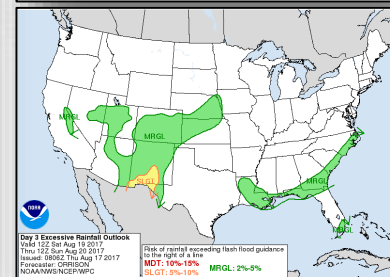 MRGL
MRGL
SLGT
MRGL
MRGL
NOAA
Day 3 Excessive Rainfall Outlook
Valid 12Z Sat Aug 19 2017
Thru 12Z Sun Aug 20 2017
Issued: 0806Z Thu Aug 17 2017
Forecaster: ORRISON
NOAA/NWS/NCEP/WPC
Risk of rainfall exceeding flash flood guidance
to the right of a line
MDT: 10%-15%
MRGL: 2%-5%
SLGT: 5%-10%